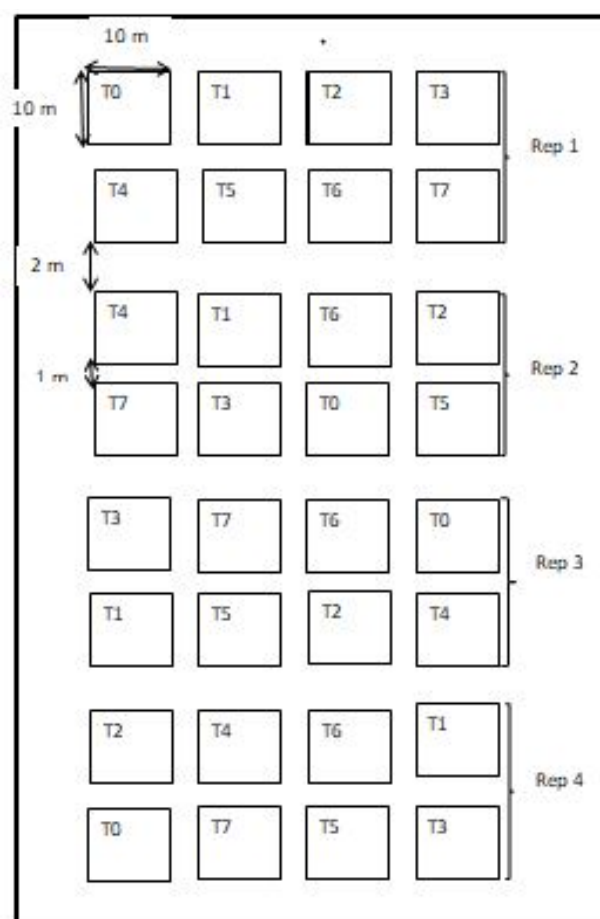 10 m
10 m
T0 T1 T2 T3
Rep 1
T4 T5 T6 T7
2 m
T4 T1 T6 T2
Rep 2
1 m
T7 T3 T0 T5
T3 T7 T6 T0
Rep 3
T1 T5 T2 T4
T2 T4 T6 T1
Rep 4
T0 T7 T5 T3